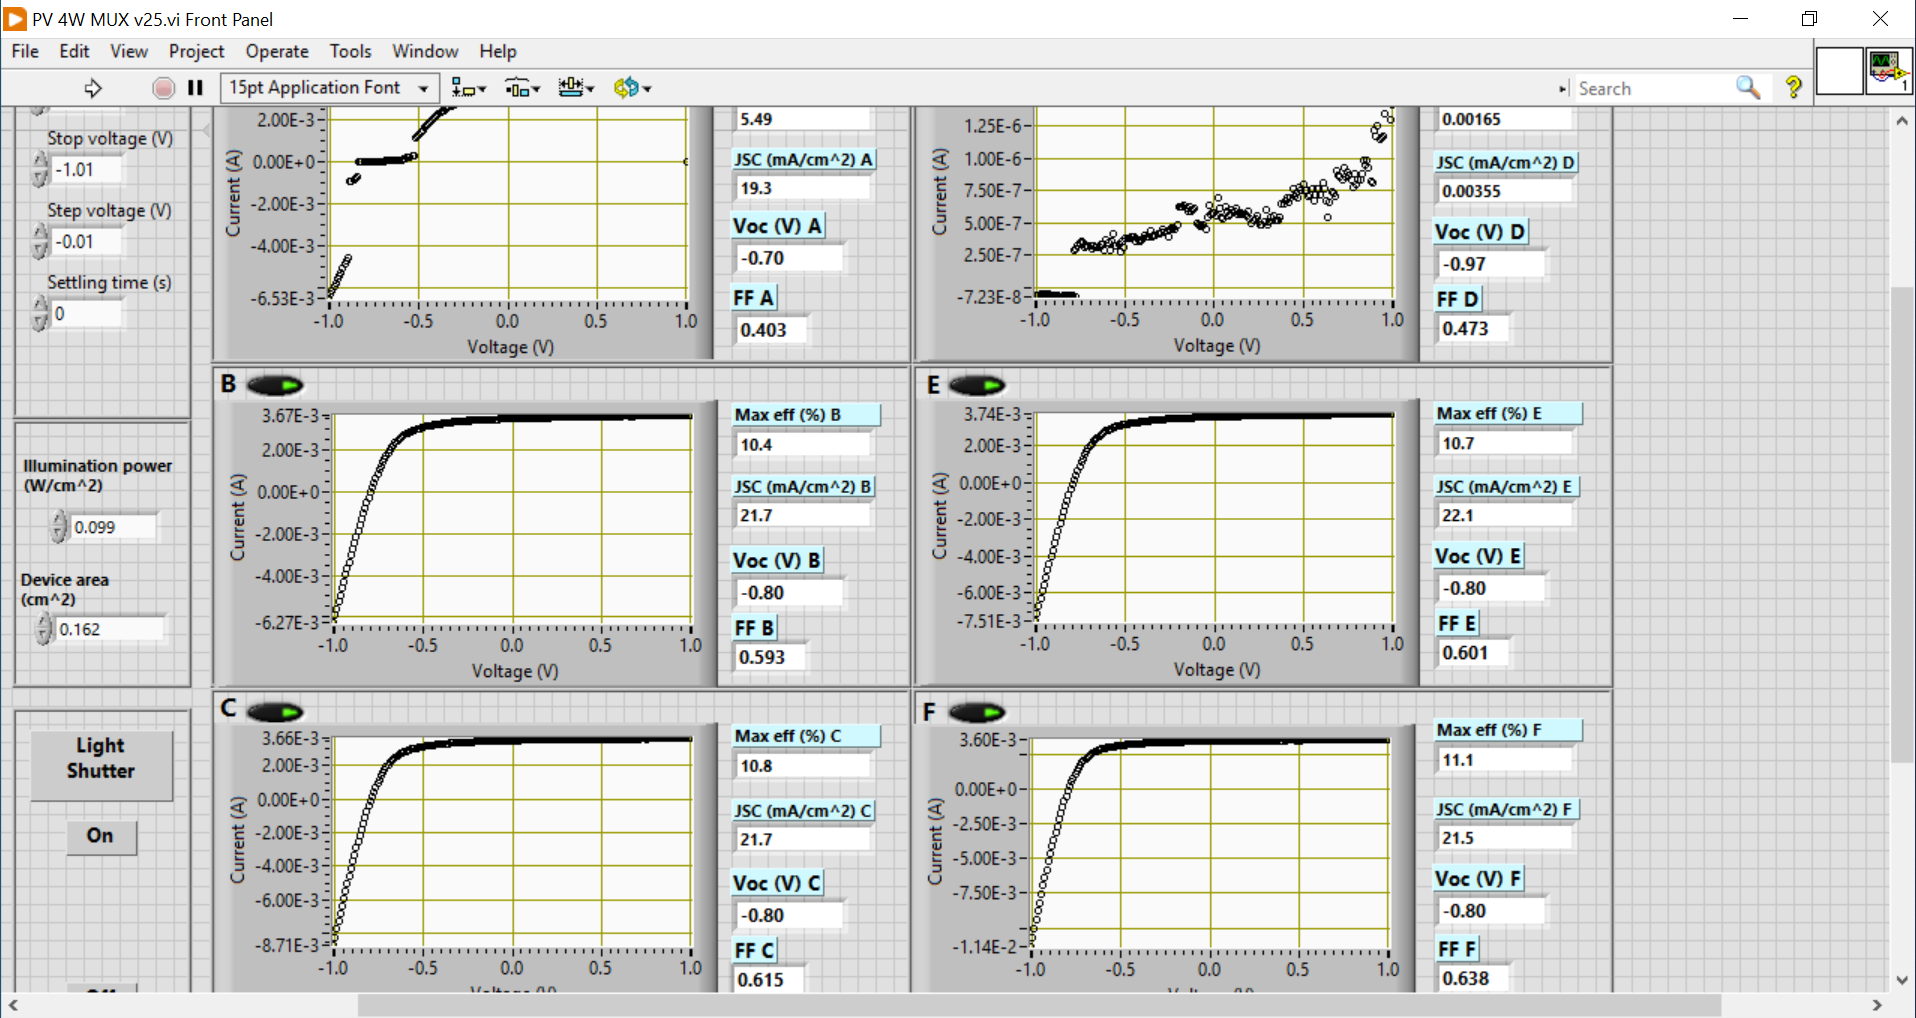 PV 4W MUX v25.vi Front Panel
File Edit View Project Operate Tools Window Help
15pt Application Font
Search
1
Stop voltage (V)
-1.01
Step voltage (V)
-0.01
Settling time (s)
0
Illumination power
(W/cm^2)
0.099
Device area
(cm^2)
0.162
Light
Shutter
On
2.00E-3
0.00E+0
-2.00E-3
-4.00E-3
-6.53E-3
Current (A)
-1.0 -0.5 0.0 0.5 1.0
Voltage (V)
5.49
JSC (mA/cm^2) A
19.3
Voc (V) A
-0.70
FF A
0.403
1.25E-6
1.00E-6
7.50E-7
5.00E-7
2.50E-7
-7.23E-8
Current (A)
-1.0 -0.5 0.0 0.5 1.0
Voltage (V)
0.00165
JSC (mA/cm^2) D
0.00355
Voc (V) D
-0.97
FF D
0.473
B
3.67E-3
2.00E-3
0.00E+0
-2.00E-3
-4.00E-3
-6.27E-3
Current (A)
-1.0 -0.5 0.0 0.5 1.0
Voltage (V)
Max eff (%) B
10.4
JSC (mA/cm^2) B
21.7
Voc (V) B
-0.80
FF B
0.593
E
3.74E-3
2.00E-3
0.00E+0
-2.00E-3
-4.00E-3
-6.00E-3
-7.51E-3
Current (A)
-1.0 -0.5 0.0 0.5 1.0
Voltage (V)
Max eff (%) E
10.7
JSC (mA/cm^2) E
22.1
Voc (V) E
-0.80
FF E
0.601
C
3.66E-3
2.00E-3
0.00E+0
-2.00E-3
-4.00E-3
-6.00E-3
-8.71E-3
Current (A)
-1.0 -0.5 0.0 0.5 1.0
Max eff (%) C
10.8
JSC (mA/cm^2) C
21.7
Voc (V) C
-0.80
FF C
0.615
F
3.60E-3
0.00E+0
-2.50E-3
-5.00E-3
-7.50E-3
-1.14E-2
Current (A)
-1.0 -0.5 0.0 0.5 1.0
Max eff (%) F
11.1
JSC (mA/cm^2) F
21.5
Voc (V) F
-0.80
FF F
0.638